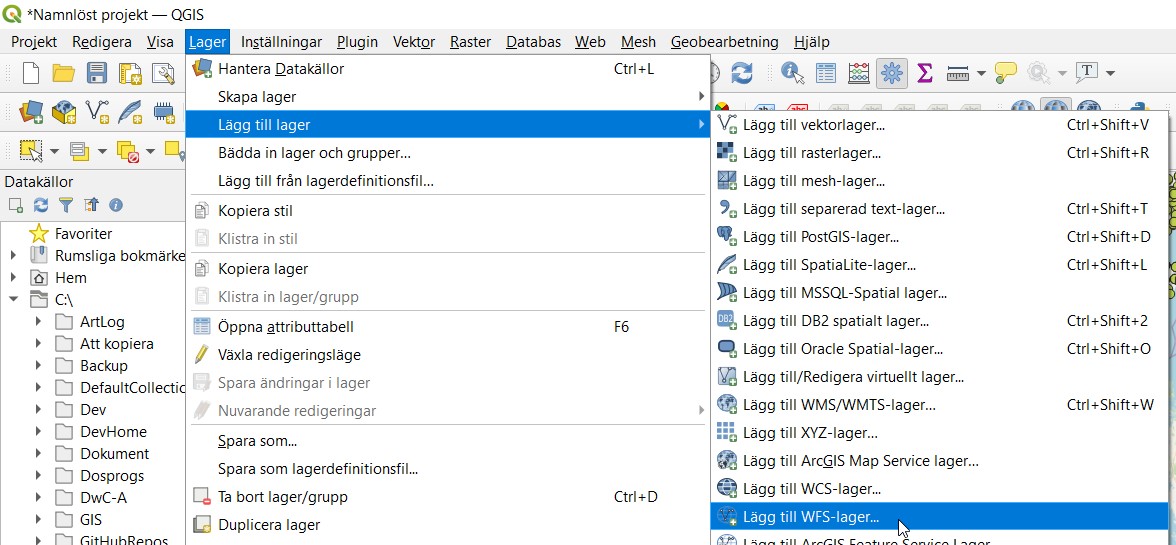 *Namnlöst projekt — QGIS
Projekt Redigera Visa Lager Inställningar Plugin Vektor Raster Databas Web Mesh Geobearbetning Hjälp
Hantera Datakällor Ctrl+L
Skapa lager
Lägg till lager
Bädda in lager och grupper...
Lägg till från lagerdefinitionsfil...
Kopiera stil
Klistra in stil
Kopiera lager
Klistra in lager/grupp
Öppna attributtabell F6
Växla redigeringsläge
Spara ändringar i lager
Nuvarande redigeringar
Spara som...
Spara som lagerdefinitionsfil...
Ta bort lager/grupp Ctrl+D
Duplicera lager
Lägg till vektorlager... Ctrl+Shift+V
Lägg till rasterlager... Ctrl+Shift+R
Lägg till mesh-lager...
Lägg till separerad text-lager... Ctrl+Shift+T
Lägg till PostGIS-lager... Ctrl+Shift+D
Lägg till SpatiaLite-lager... Ctrl+Shift+L
Lägg till MSSQL-Spatial lager...
DB2 Lägg till DB2 spatialt lager... Ctrl+Shift+2
Lägg till Oracle Spatial-lager... Ctrl+Shift+O
Lägg till/Redigera virtuellt lager...
Lägg till WMS/WMTS-lager... Ctrl+Shift+W
Lägg till XYZ-lager...
Lägg till ArcGIS Map Service lager...
Lägg till WCS-lager...
Lägg till WFS-lager...
Lägg till ArcGIS Feature Service Lager
Datakällor
Favoriter
Rumsliga bokmärke
Hem
C:\
ArtLog
Att kopiera
Backup
DefaultCollectio
Dev
DevHome
Dokument
Dosprogs
DwC-A
GIS
GitHubRepos